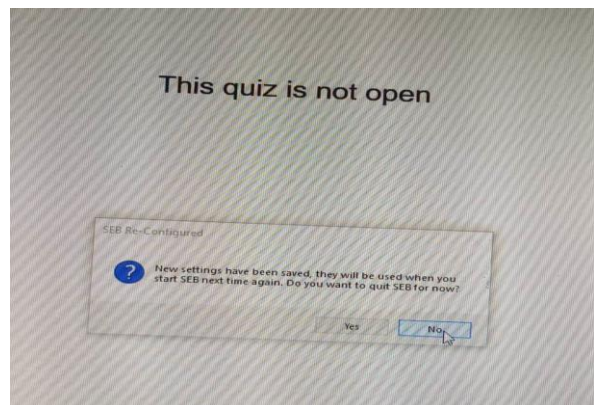 This quiz is not open
SEB Re-Configured
New settings have been saved, they will be used when you
start SEB next time again. Do you want to quit SEB for now?
Yes
No